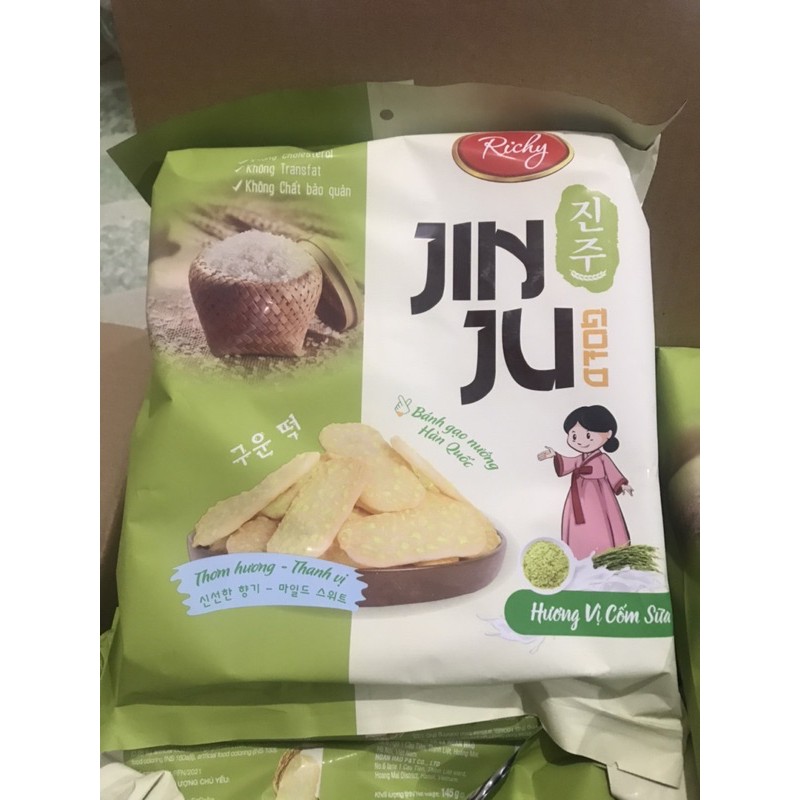 Richy
Cholesterol
Không Transfat
Không Chất bảo quản
진주
JIN
JU
GOLD
구운 떡
Bánh gạo nướng
Hàn Quốc
Thơm hương - Thanh vị
신선한 향기 - 마일드 스위트
Hương Vị Cốm Sữa
145g